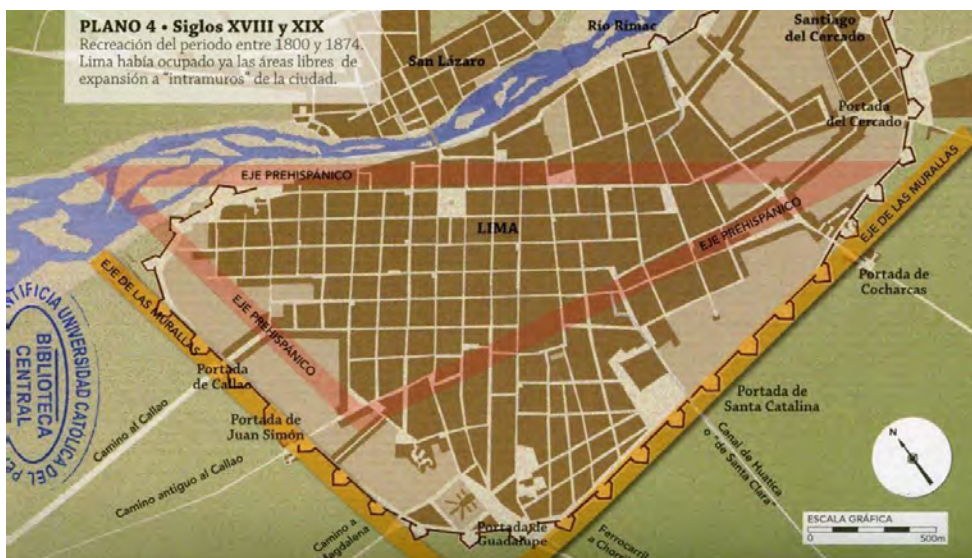 PLANO 4 • Siglos XVIII y XIX
Recreación del periodo entre 1800 y 1874.
Lima había ocupado ya las áreas libres de
expansión a "intramuros" de la ciudad.
Río Rímac
Santiago
del Cercado
San Lázaro
Portada
del Cercado
EJE PREHISPÁNICO
LIMA
EJE PREHISPÁNICO
EJE DE LAS MURALLAS
EJE DE LAS MURALLAS
EJE PREHISPÁNICO
Portada de
Cocharcas
Portada
de Callao
Portada de
Juan Simón
Portada de
Santa Catalina
Camino al Callao
Camino antiguo al Callao
Canal de Huatica
o "de Santa Clara"
Camino a
Magdalena
Portada de
Guadalupe
Ferrocarril
a Chorri
N
ESCALA GRÁFICA
0 500m
NTIFICIA UNIVERSIDAD CATÓLICA DEL PE
BIBLIOTECA
CENTRAL